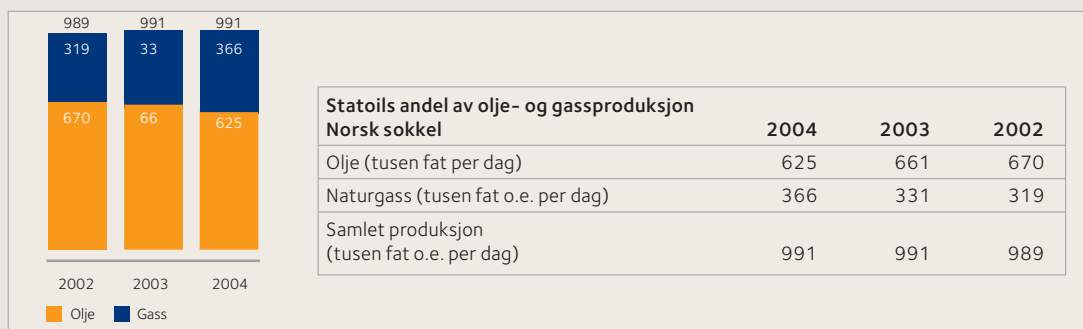 989 991 991
319 33 366
670 66 625
2002 2003 2004
Olje Gass
Statoils andel av olje- og gassproduksjon
Norsk sokkel 2004 2003 2002
Olje (tusen fat per dag) 625 661 670
Naturgass (tusen fat o.e. per dag) 366 331 319
Samlet produksjon
(tusen fat o.e. per dag) 991 991 989